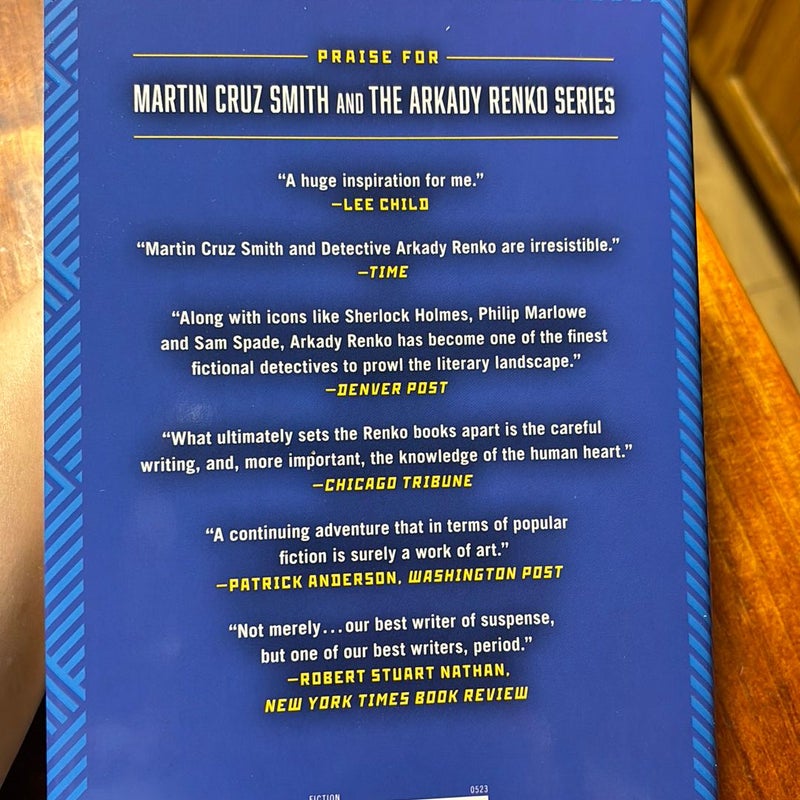 PRAISE FOR
MARTIN CRUZ SMITH AND THE ARKADY RENKO SERIES
“A huge inspiration for me.”
—LEE CHILD
“Martin Cruz Smith and Detective Arkady Renko are irresistible.”
—TIME
“Along with icons like Sherlock Holmes, Philip Marlowe
and Sam Spade, Arkady Renko has become one of the finest
fictional detectives to prowl the literary landscape.”
—DENVER POST
“What ultimately sets the Renko books apart is the careful
writing, and, more important, the knowledge of the human heart.”
—CHICAGO TRIBUNE
“A continuing adventure that in terms of popular
fiction is surely a work of art.”
—PATRICK ANDERSON, WASHINGTON POST
“Not merely...our best writer of suspense,
but one of our best writers, period.”
—ROBERT STUART NATHAN,
NEW YORK TIMES BOOK REVIEW
FICTION 0523